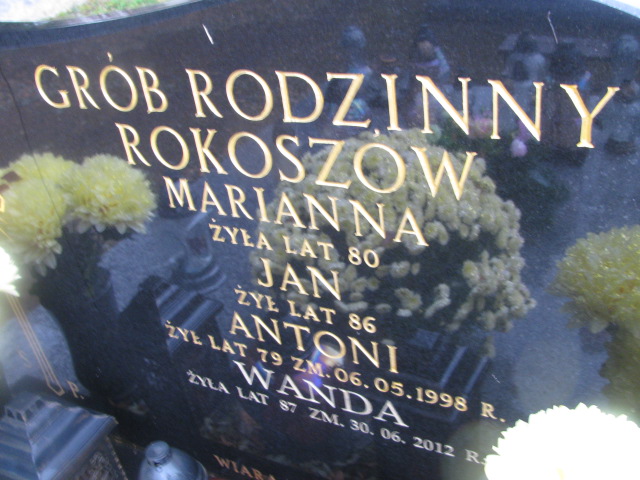 GRÓB RODZINNY
ROKOSZÓW
MARIANNA
ŻYŁA LAT 80
JAN
ŻYŁ LAT 86
ANTONI
ŻYŁ LAT 79 ZM. 06.05.1998 R.
WANDA
ŻYŁA LAT 87 ZM. 30.06.2012 R.
P.
WIARA